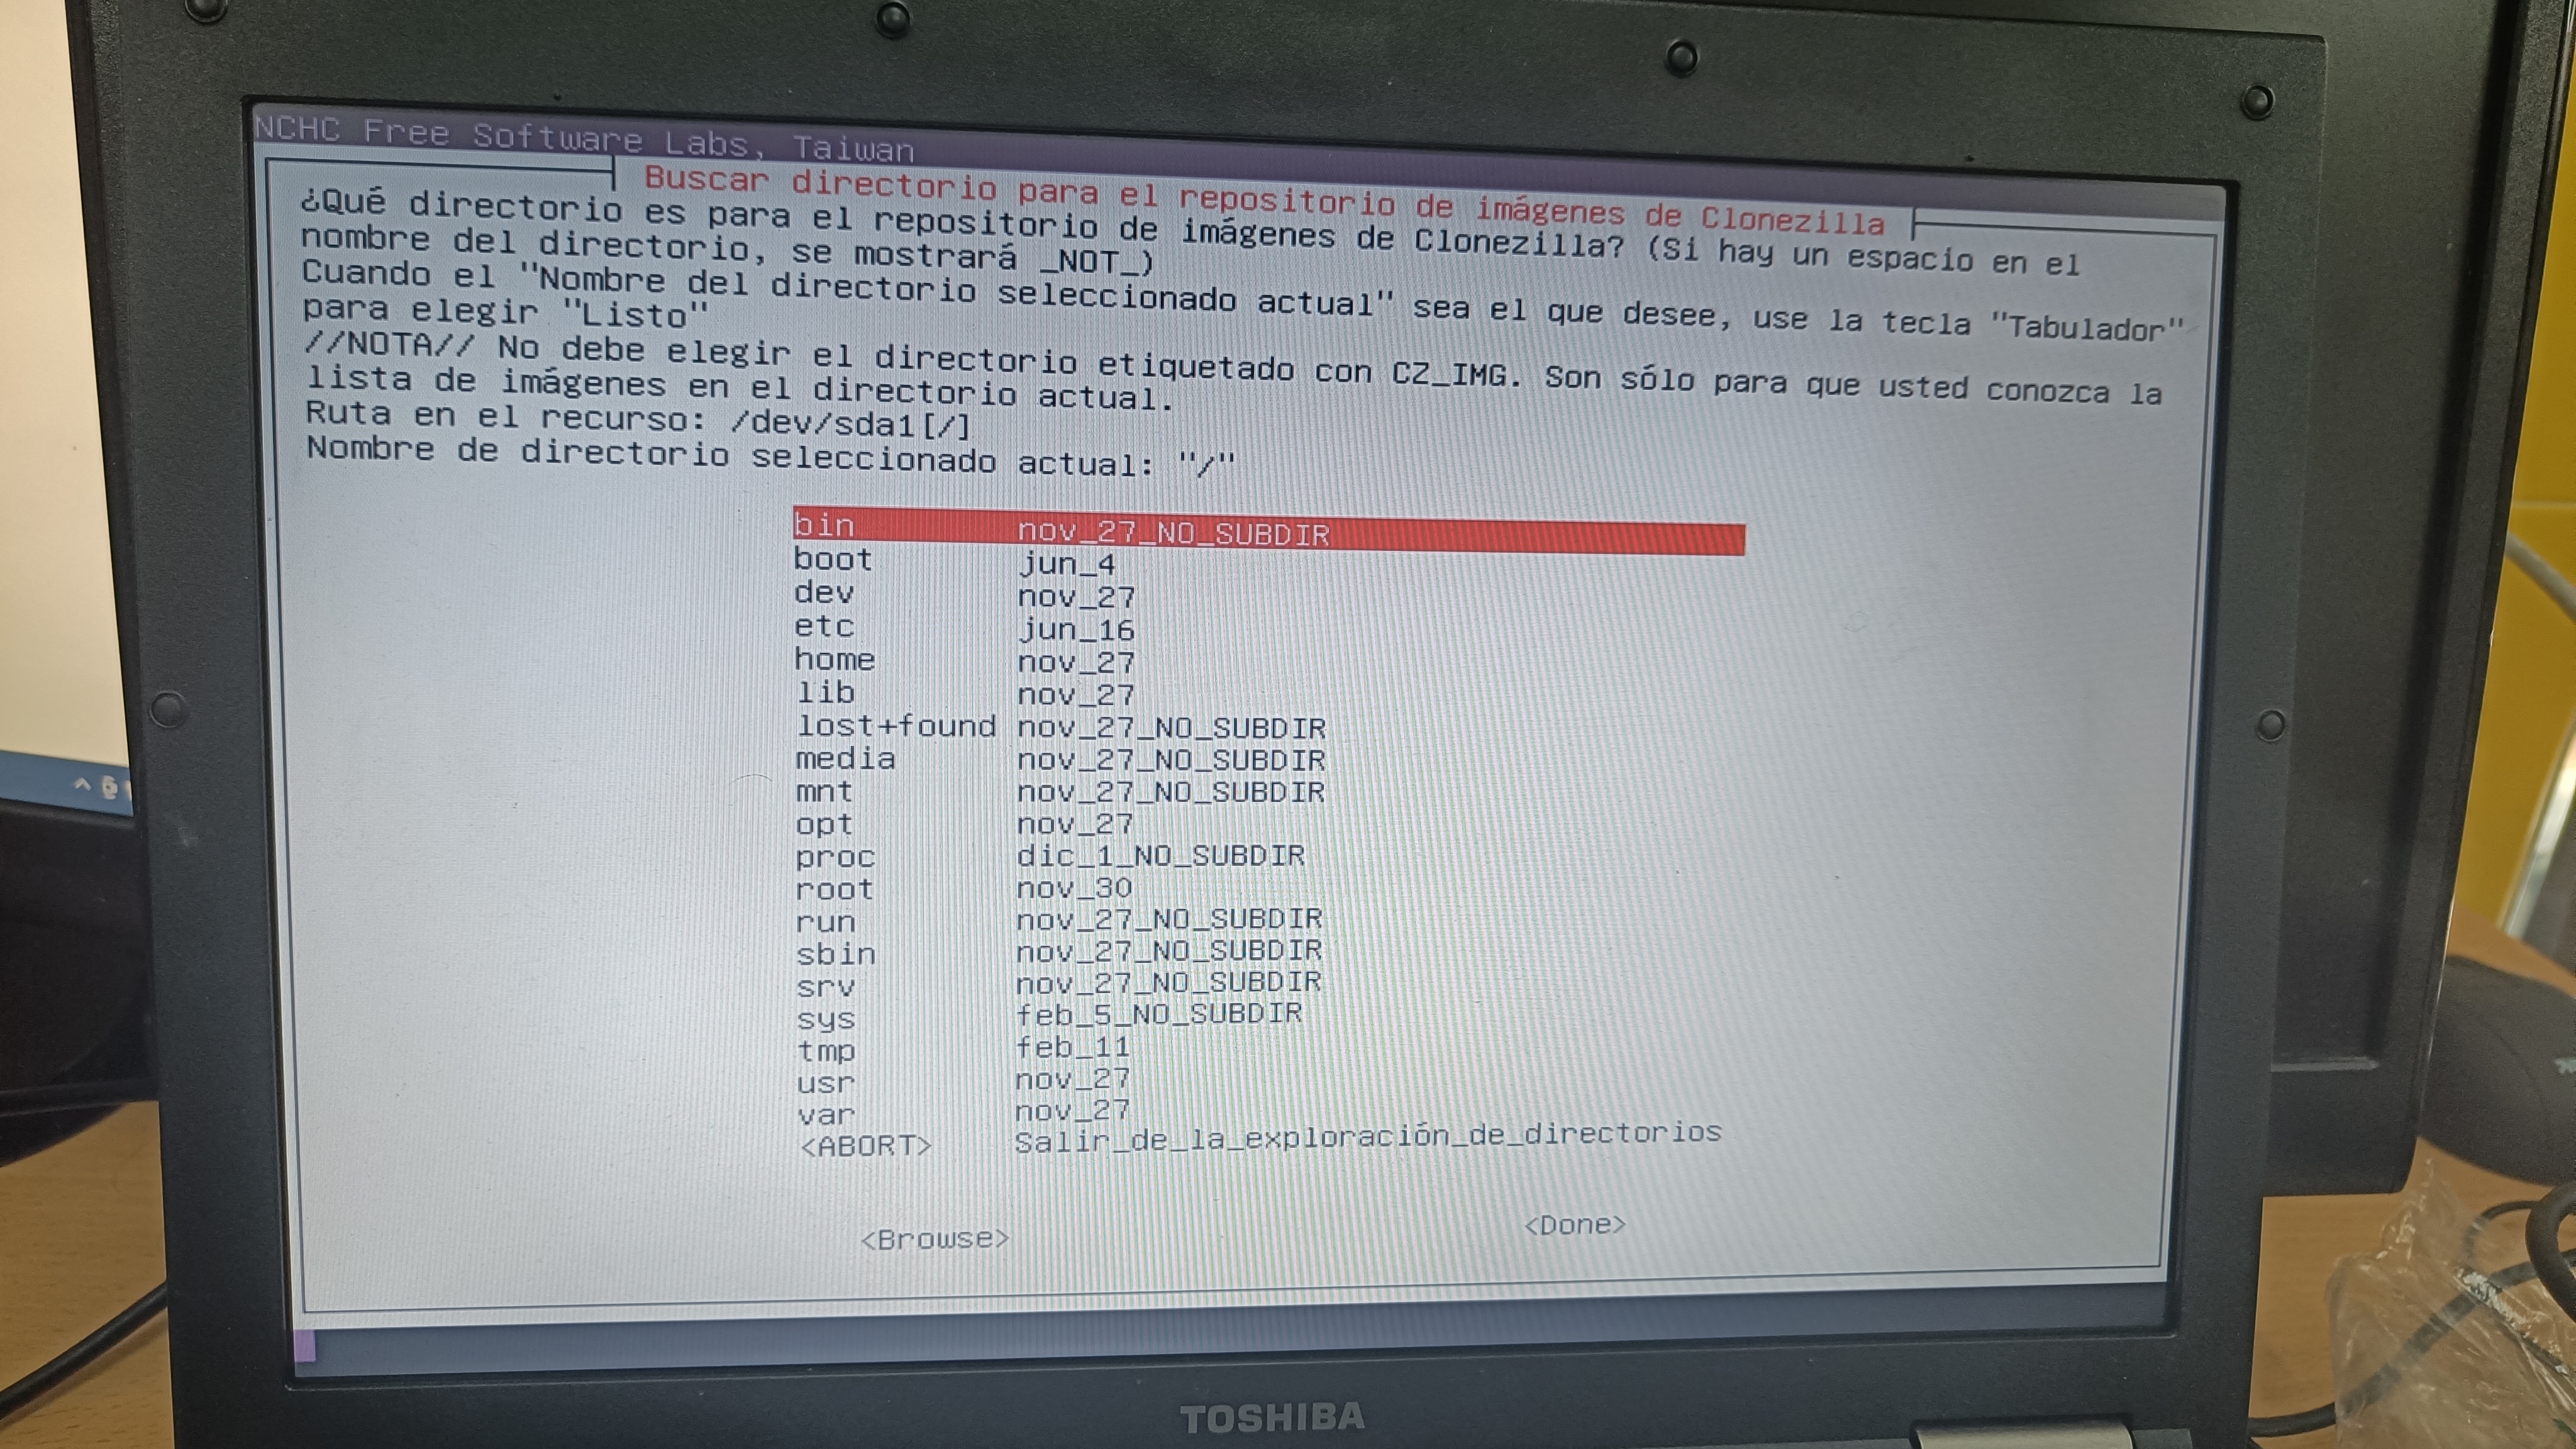 NCHC Free Software Labs, Taiwan
Buscar directorio para el repositorio de imágenes de Clonezilla
¿Qué directorio es para el repositorio de imágenes de Clonezilla? (Si hay un espacio en el
nombre del directorio, se mostrará _NOT_)
Cuando el "Nombre del directorio seleccionado actual" sea el que desee, use la tecla "Tabulador"
para elegir "Listo"
//NOTA// No debe elegir el directorio etiquetado con CZ_IMG. Son sólo para que usted conozca la
lista de imágenes en el directorio actual.
Ruta en el recurso: /dev/sda1[/]
Nombre de directorio seleccionado actual: "/"
bin nov_27_NO_SUBDIR
boot jun_4
dev nov_27
etc jun_16
home nov_27
lib nov_27
lost+found nov_27_NO_SUBDIR
media nov_27_NO_SUBDIR
mnt nov_27_NO_SUBDIR
opt nov_27
proc dic_1_NO_SUBDIR
root nov_30
run nov_27_NO_SUBDIR
sbin nov_27_NO_SUBDIR
srv nov_27_NO_SUBDIR
sys feb_5_NO_SUBDIR
tmp feb_11
usr nov_27
var nov_27
<ABORT> Salir_de_la_exploración_de_directorios
<Browse> <Done>
TOSHIBA